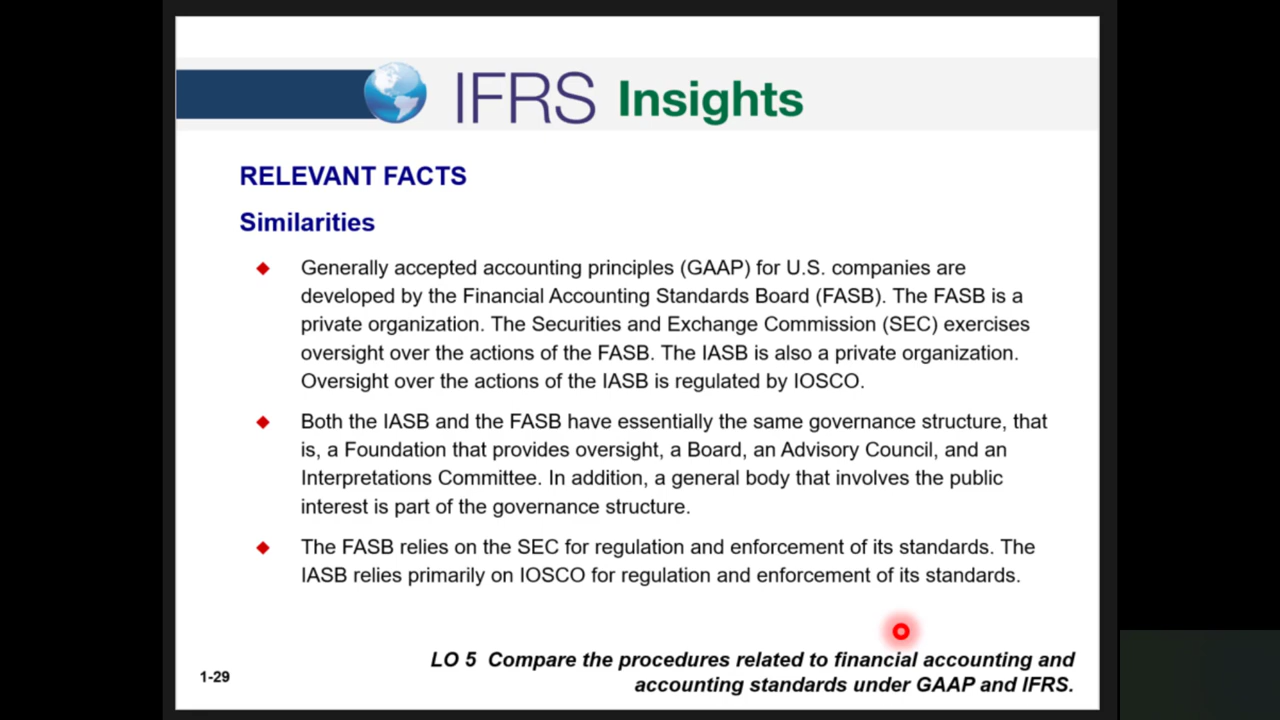 IFRS Insights
RELEVANT FACTS
Similarities
Generally accepted accounting principles (GAAP) for U.S. companies are
developed by the Financial Accounting Standards Board (FASB). The FASB is a
private organization. The Securities and Exchange Commission (SEC) exercises
oversight over the actions of the FASB. The IASB is also a private organization.
Oversight over the actions of the IASB is regulated by IOSCO.
Both the IASB and the FASB have essentially the same governance structure, that
is, a Foundation that provides oversight, a Board, an Advisory Council, and an
Interpretations Committee. In addition, a general body that involves the public
interest is part of the governance structure.
The FASB relies on the SEC for regulation and enforcement of its standards. The
IASB relies primarily on IOSCO for regulation and enforcement of its standards.
LO 5 Compare the procedures related to financial accounting and
accounting standards under GAAP and IFRS.
1-29